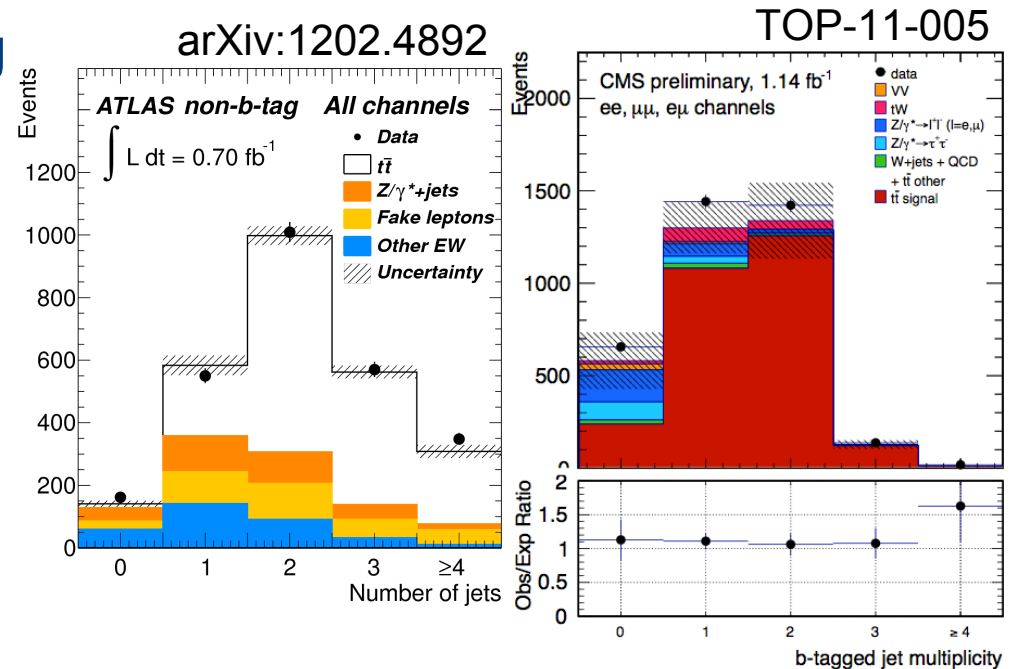 arXiv:1202.4892
Events
ATLAS non-b-tag All channels
∫ L dt = 0.70 fb⁻¹
Data
tt̄
Z/γ*+jets
Fake leptons
Other EW
Uncertainty
1200
1000
800
600
400
200
0
0 1 2 3 ≥4
Number of jets
TOP-11-005
Events
CMS preliminary, 1.14 fb⁻¹
ee, μμ, eμ channels
data
VV
tW
Z/γ*→l⁺l⁻ (l=e,μ)
Z/γ*→τ⁺τ⁻
W+jets + QCD
+ tt̄ other
tt̄ signal
2000
1500
1000
500
0
Obs/Exp Ratio
2
1.5
1
0.5
0
0 1 2 3 ≥ 4
b-tagged jet multiplicity